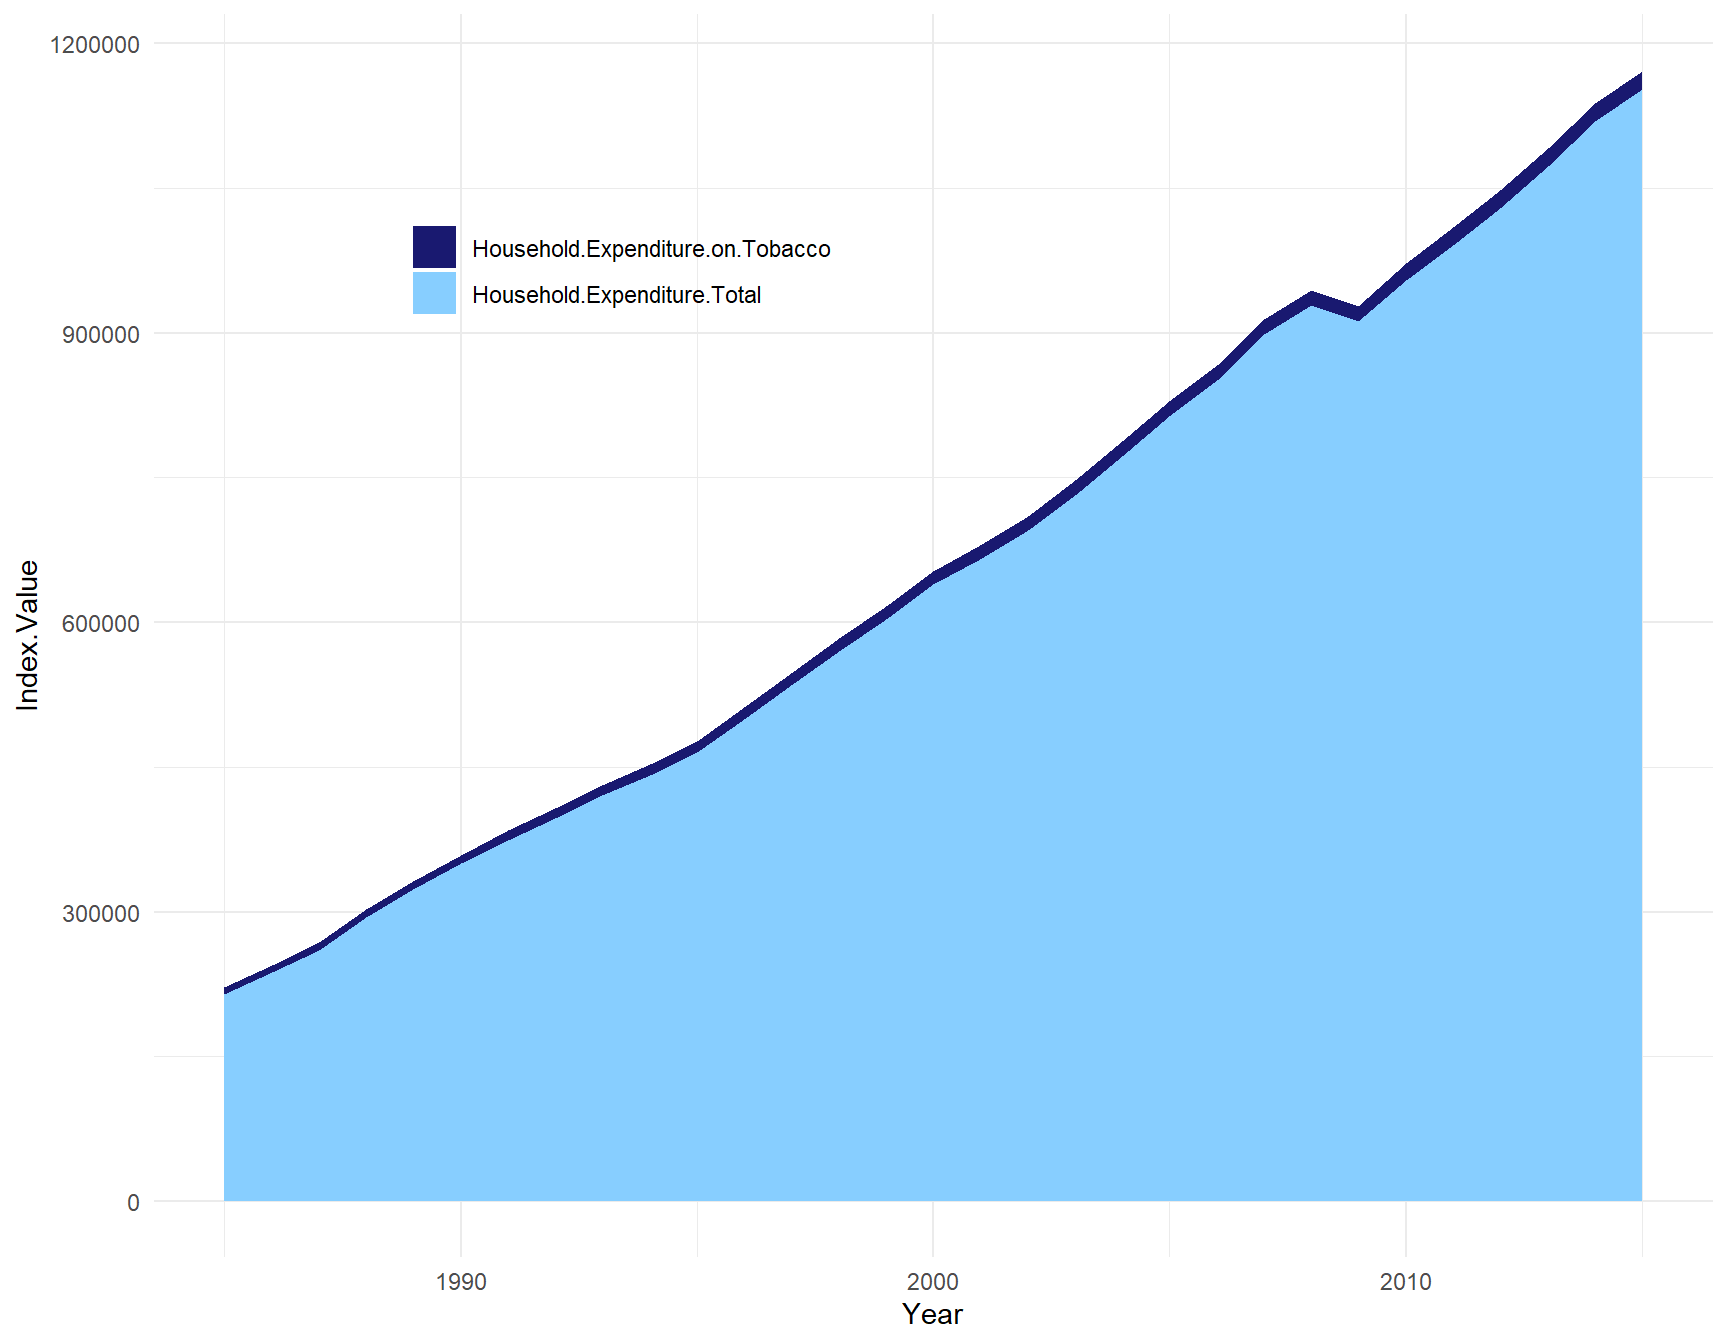 1200000
900000
600000
300000
0
Index.Value
Household.Expenditure.on.Tobacco
Household.Expenditure.Total
1990 2000 2010
Year